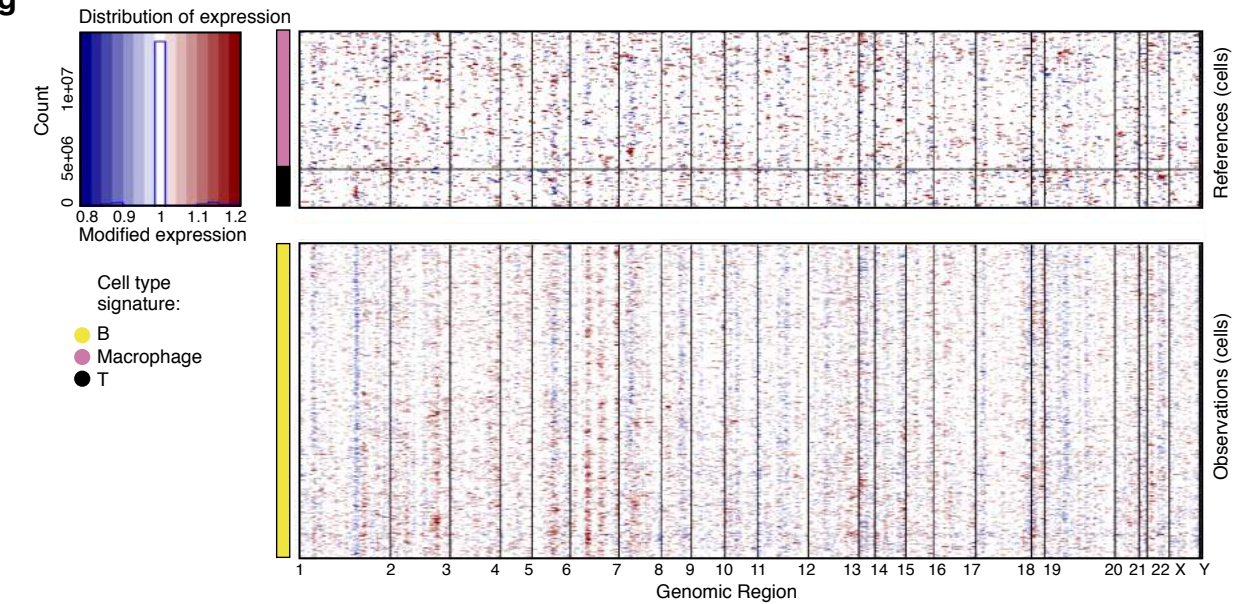 g
Distribution of expression
Count
0 5e+06 1e+07
0.8 0.9 1 1.1 1.2
Modified expression
Cell type
signature:
B
Macrophage
T
References (cells)
Observations (cells)
1 2 3 4 5 6 7 8 9 10 11 12 13 14 15 16 17 18 19 20 21 22 X Y
Genomic Region